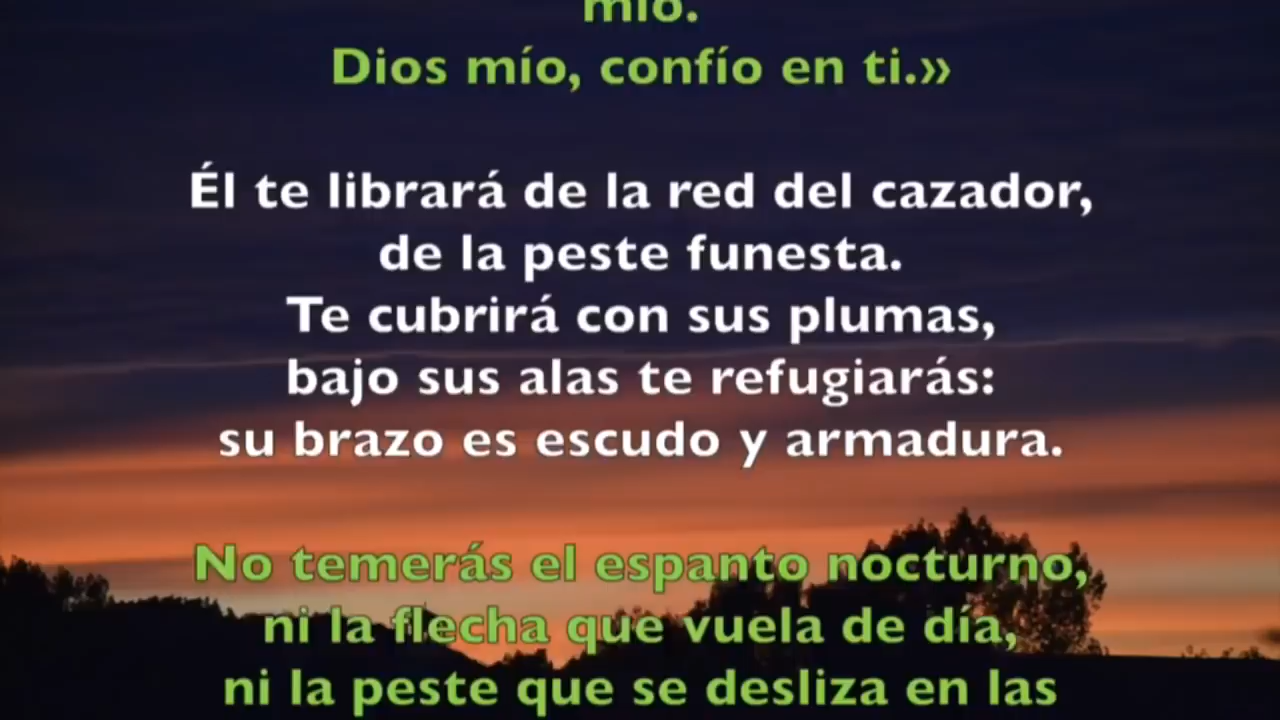 mío.
Dios mío, confío en ti.»
Él te librará de la red del cazador,
de la peste funesta.
Te cubrirá con sus plumas,
bajo sus alas te refugiarás:
su brazo es escudo y armadura.
No temerás el espanto nocturno,
ni la flecha que vuela de día,
ni la peste que se desliza en las